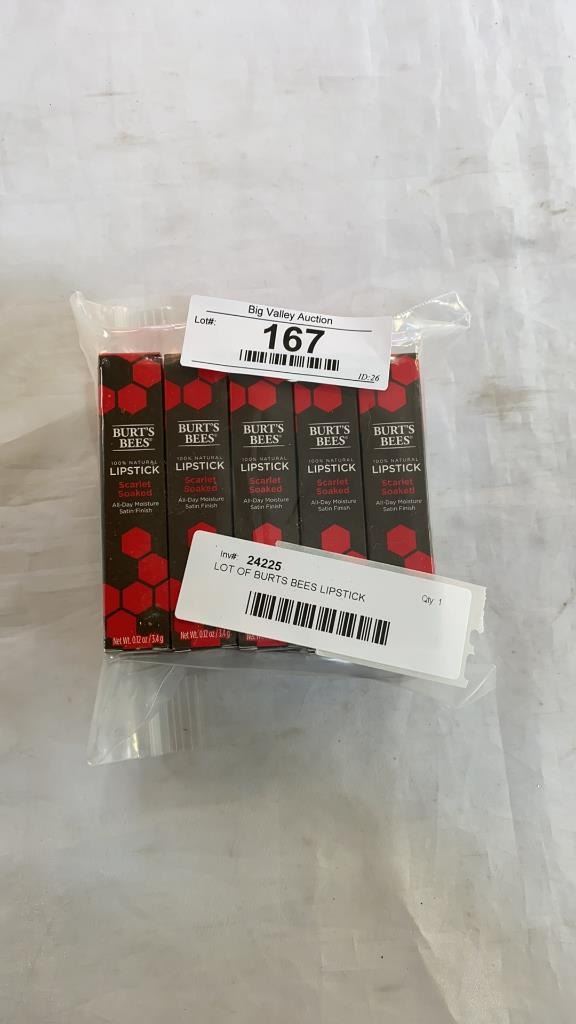 Big Valley Auction
Lot#:
167
ID:26
BURT'S
BEES®
100% NATURAL
LIPSTICK
Scarlet
Soaked
All-Day Moisture
Satin Finish
Net Wt. 0.12 oz / 3.4 g
BURT'S
BEES®
100% NATURAL
LIPSTICK
Scarlet
Soaked
All-Day Moisture
Satin Finish
Net Wt. 0.12 oz / 3.4 g
BURT'S
BEES®
100% NATURAL
LIPSTICK
Scarlet
Soaked
All-Day Moisture
Satin Finish
BURT'S
BEES®
100% NATURAL
LIPSTICK
Scarlet
Soaked
All-Day Moisture
Satin Finish
BURT'S
BEES®
100% NATURAL
LIPSTICK
Scarlet
Soaked
All-Day Moisture
Satin Finish
Inv# 24225
LOT OF BURTS BEES LIPSTICK
Qty: 1